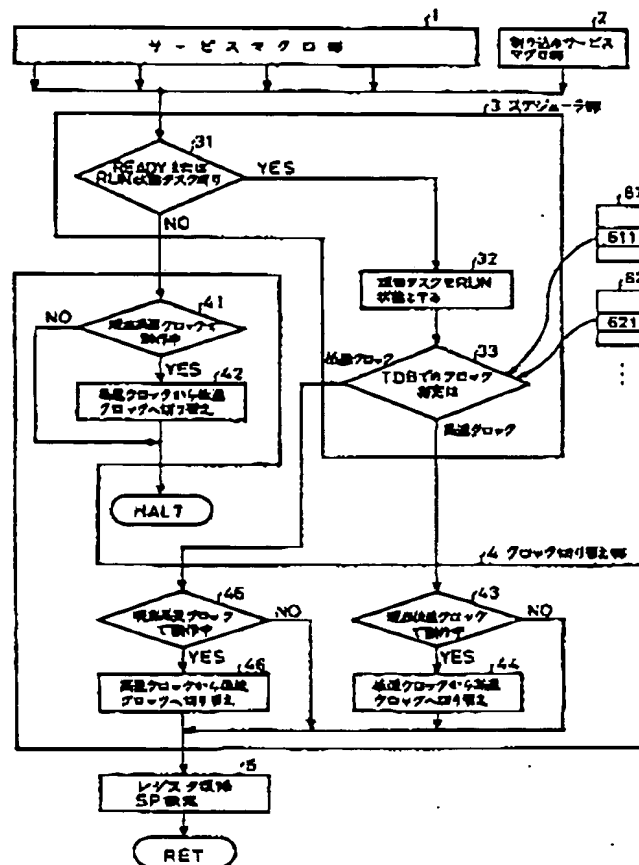 1
2
サービスマクロ部
割り込みサービス
マクロ部
3 スケジューラ部
31
READYまたは
RUN状態タスク有り
YES
NO
61
611
62
621
32
タスクをRUN
状態とする
41
現在高速クロックで
動作中
NO
YES
33
TDBでのクロック
指定は
低速クロック
高速クロック
42
高速クロックから低速
クロックへ切り替え
HALT
4 クロック切り替え部
45
現在高速クロック
で動作中
NO
YES
43
現在低速クロック
で動作中
NO
YES
46
高速クロックから低速
クロックへ切り替え
44
低速クロックから高速
クロックへ切り替え
5
レジスタ
SP設定
RET